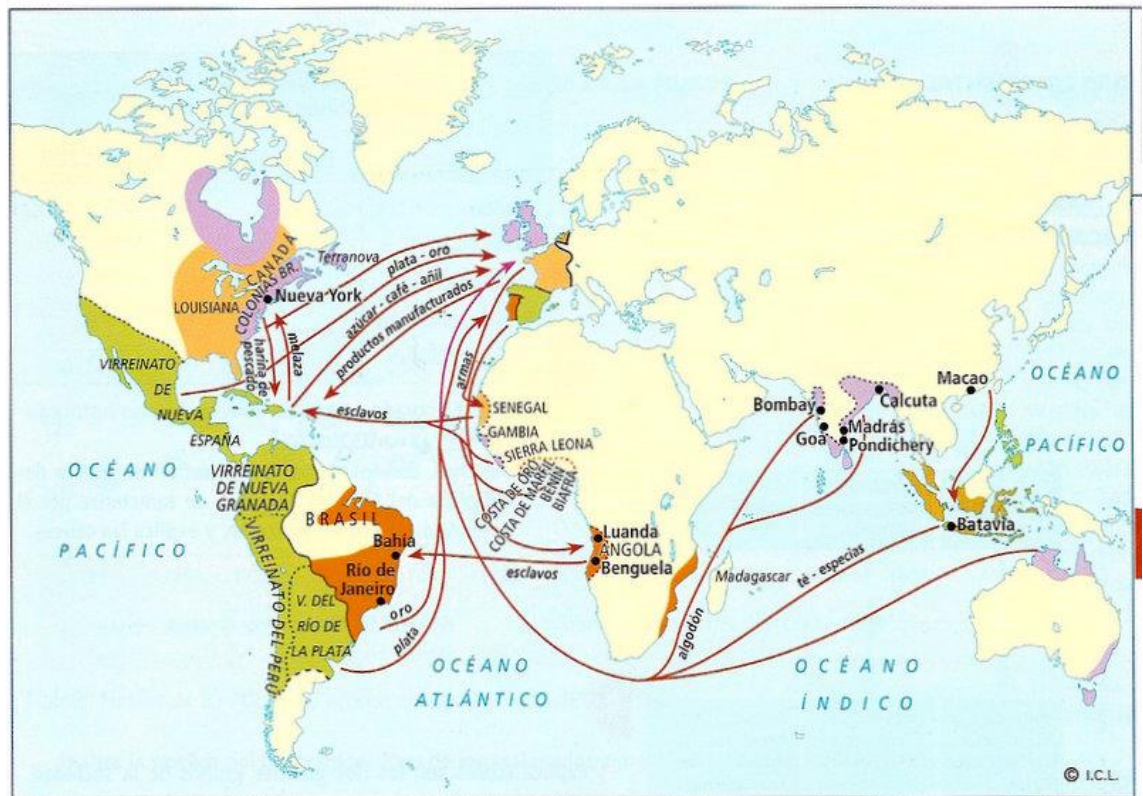 Terranova
CANADÁ
COLONIAS BR.
LOUISIANA
Nueva York
plata - oro
azúcar - café - añil
productos manufacturados
harina de
pescado
melaza
armas
VIRREINATO
DE
NUEVA
ESPAÑA
esclavos
SENEGAL
GAMBIA
SIERRA LEONA
COSTA DE ORO
COSTA DE MARFIL
BENÍN
BIAFRA
Bombay
Goa
Calcuta
Madrás
Pondichery
Macao
OCÉANO
PACÍFICO
OCÉANO
PACÍFICO
VIRREINATO
DE NUEVA
GRANADA
VIRREINATO DEL PERÚ
BRASIL
Bahía
Río de
Janeiro
V. DEL
RÍO DE
LA PLATA
oro
plata
esclavos
Luanda
ANGOLA
Benguela
Madagascar
algodón
té - especias
Batavia
OCÉANO
ATLÁNTICO
OCÉANO
ÍNDICO
© I.C.L.